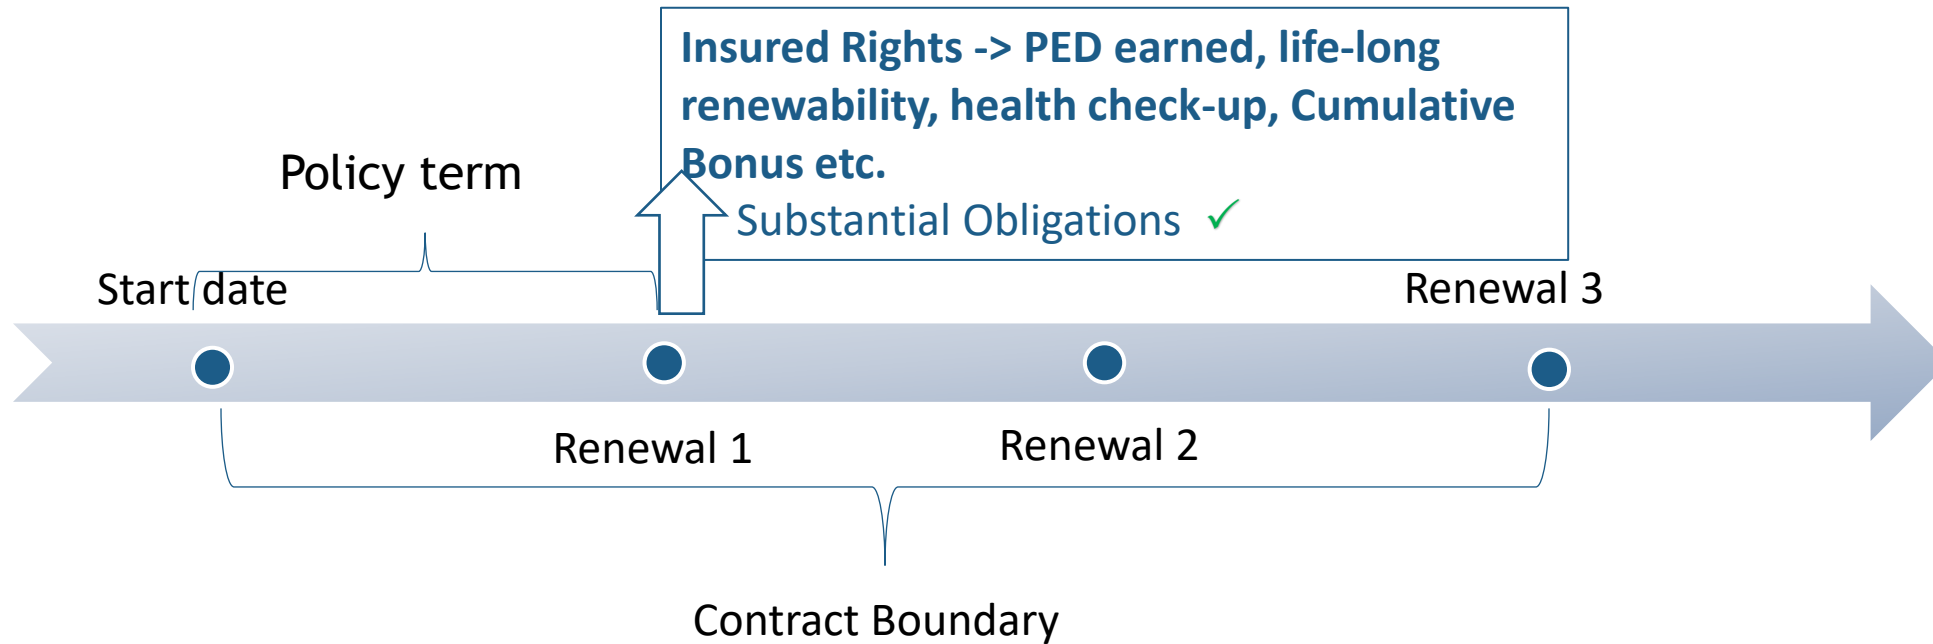 Insured Rights -> PED earned, life-long
renewability, health check-up, Cumulative
Bonus etc.
Substantial Obligations ✓
Policy term
Start date
Renewal 3
Renewal 1
Renewal 2
Contract Boundary